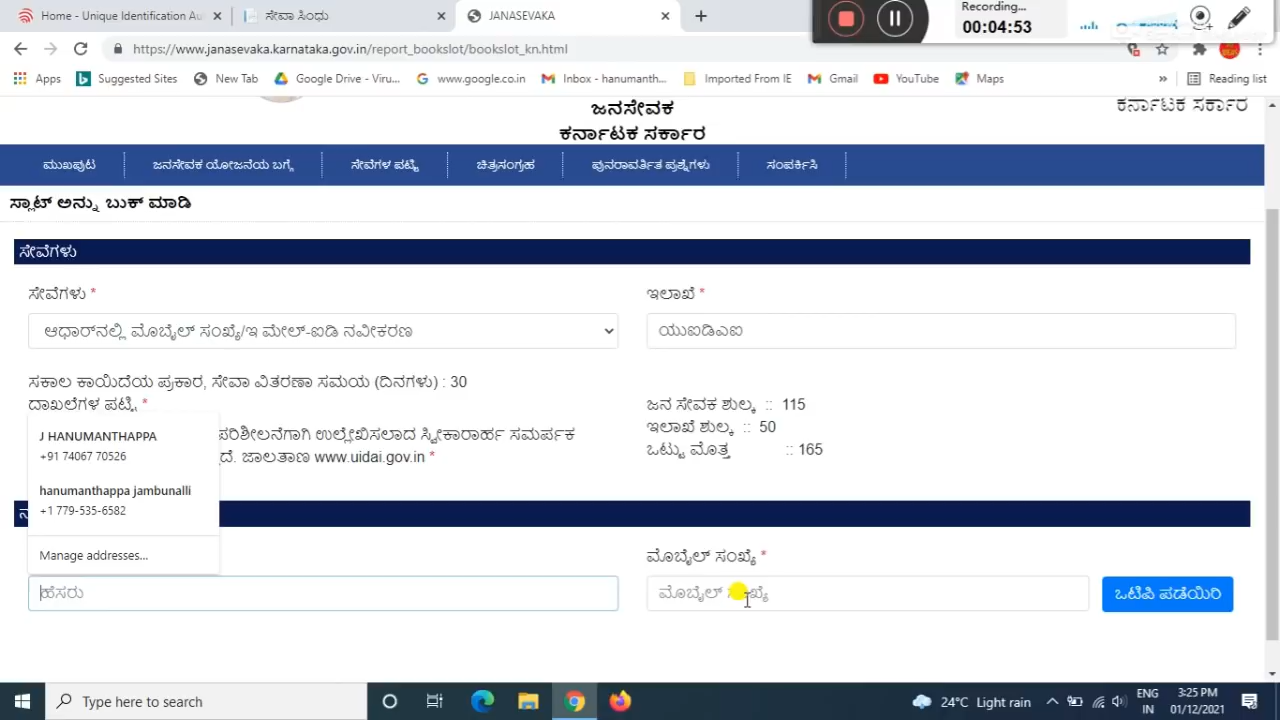 Home - Unique Identification Au
ಸೇವಾ ಸಿಂಧು
JANASEVAKA
Recording...
00:04:53
https://www.janasevaka.karnataka.gov.in/report_bookslot/bookslot_kn.html
Apps
Suggested Sites
New Tab
Google Drive - Viru...
www.google.co.in
Inbox - hanumanth...
Imported From IE
Gmail
YouTube
Maps
»
Reading list
ಜನಸೇವಕ
ಕರ್ನಾಟಕ ಸರ್ಕಾರ
ಕರ್ನಾಟಕ ಸರ್ಕಾರ
ಮುಖಪುಟ
ಜನಸೇವಕ ಯೋಜನೆಯ ಬಗ್ಗೆ
ಸೇವೆಗಳ ಪಟ್ಟಿ
ಚಿತ್ರಸಂಗ್ರಹ
ಪುನರಾವರ್ತಿತ ಪ್ರಶ್ನೆಗಳು
ಸಂಪರ್ಕಿಸಿ
ಸ್ಲಾಟ್ ಅನ್ನು ಬುಕ್ ಮಾಡಿ
ಸೇವೆಗಳು
ಸೇವೆಗಳು *
ಇಲಾಖೆ *
ಆಧಾರ್‌ನಲ್ಲಿ ಮೊಬೈಲ್ ಸಂಖ್ಯೆ/ಇ ಮೇಲ್-ಐಡಿ ನವೀಕರಣ
ಯುಐಡಿಎಐ
ಸಕಾಲ ಕಾಯಿದೆಯ ಪ್ರಕಾರ, ಸೇವಾ ವಿತರಣಾ ಸಮಯ (ದಿನಗಳು) : 30
ದಾಖಲೆಗಳ ಪಟ್ಟಿ *
ಜನ ಸೇವಕ ಶುಲ್ಕ :: 115
ಪರಿಶೀಲನೆಗಾಗಿ ಉಲ್ಲೇಖಿಸಲಾದ ಸ್ವೀಕಾರಾರ್ಹ ಸಮರ್ಪಕ
ಇಲಾಖೆ ಶುಲ್ಕ :: 50
ಜಾಲತಾಣ www.uidai.gov.in *
ಒಟ್ಟು ಮೊತ್ತ :: 165
J HANUMANTHAPPA
+91 74067 70526
hanumanthappa jambunalli
+1 779-535-6582
Manage addresses...
ಮೊಬೈಲ್ ಸಂಖ್ಯೆ *
ಹೆಸರು
ಮೊಬೈಲ್ ಸಂಖ್ಯೆ
ಒಟಿಪಿ ಪಡೆಯಿರಿ
Type here to search
24°C Light rain
ENG
IN
3:25 PM
01/12/2021